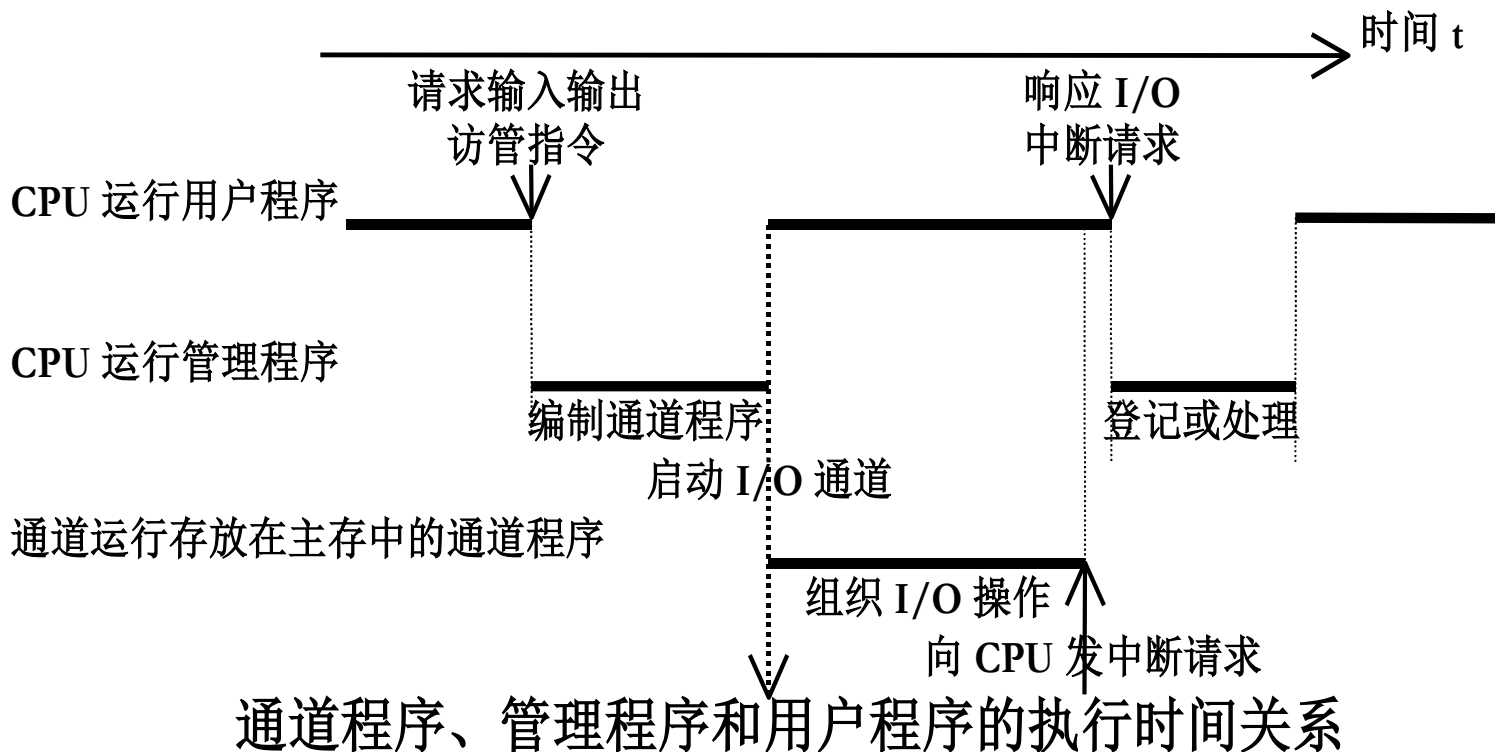 时间 t
请求输入输出
访管指令
响应 I/O
中断请求
CPU 运行用户程序
CPU 运行管理程序
编制通道程序
登记或处理
启动 I/O 通道
通道运行存放在主存中的通道程序
组织 I/O 操作
向 CPU 发中断请求
通道程序、管理程序和用户程序的执行时间关系